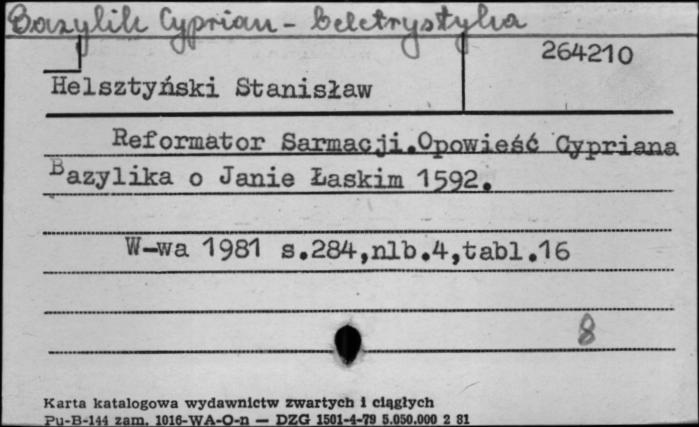 Bazylik Cyprian - beletrystyka
264210
Helsztyński Stanisław
Reformator Sarmacji.Opowieść Cypriana
Bazylika o Janie Łaskim 1592.
W-wa 1981 s.284,nlb.4,tabl.16
8
Karta katalogowa wydawnictw zwartych i ciągłych
Pu-B-144 zam. 1016-WA-O-n — DZG 1501-4-79 5.050.000 2 81